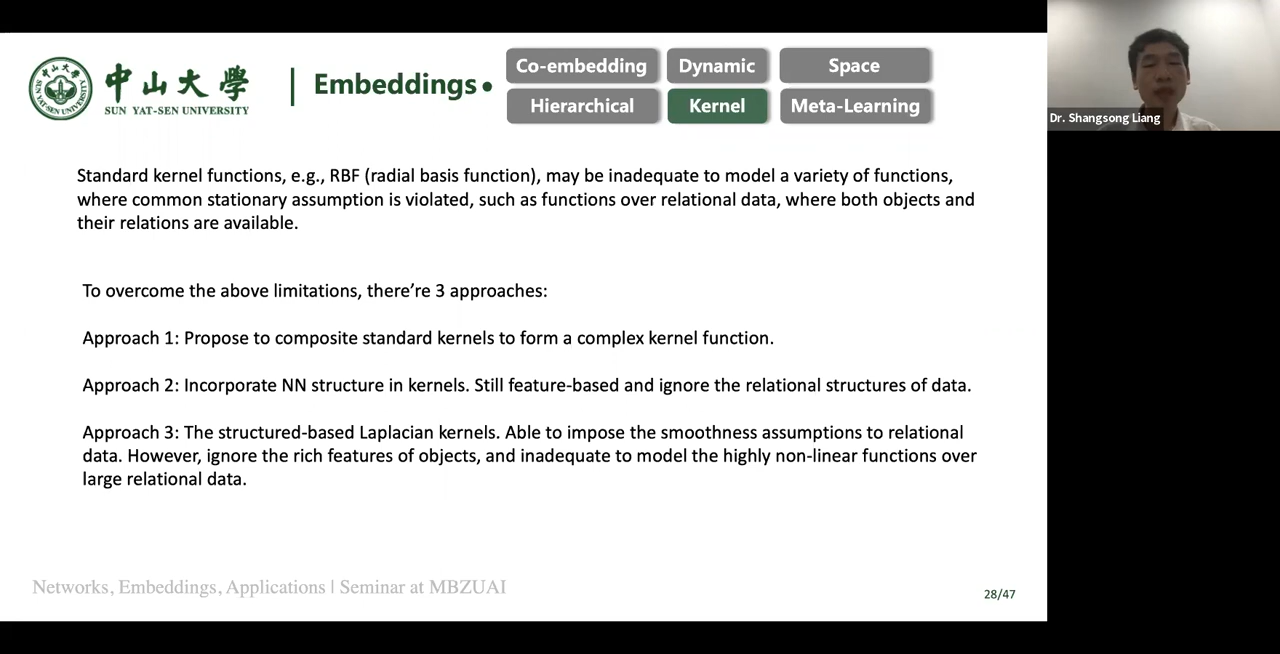 中山大學
SUN YAT-SEN UNIVERSITY
Embeddings
Co-embedding
Dynamic
Space
Hierarchical
Kernel
Meta-Learning
Dr. Shangsong Liang
Standard kernel functions, e.g., RBF (radial basis function), may be inadequate to model a variety of functions,
where common stationary assumption is violated, such as functions over relational data, where both objects and
their relations are available.
To overcome the above limitations, there’re 3 approaches:
Approach 1: Propose to composite standard kernels to form a complex kernel function.
Approach 2: Incorporate NN structure in kernels. Still feature-based and ignore the relational structures of data.
Approach 3: The structured-based Laplacian kernels. Able to impose the smoothness assumptions to relational
data. However, ignore the rich features of objects, and inadequate to model the highly non-linear functions over
large relational data.
Networks, Embeddings, Applications | Seminar at MBZUAI
28/47